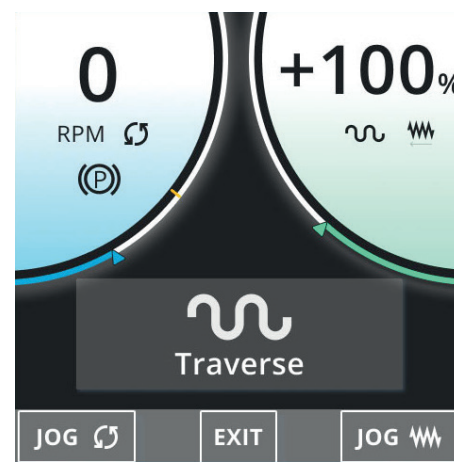 0
RPM
(P)
+100%
Traverse
JOG
EXIT
JOG